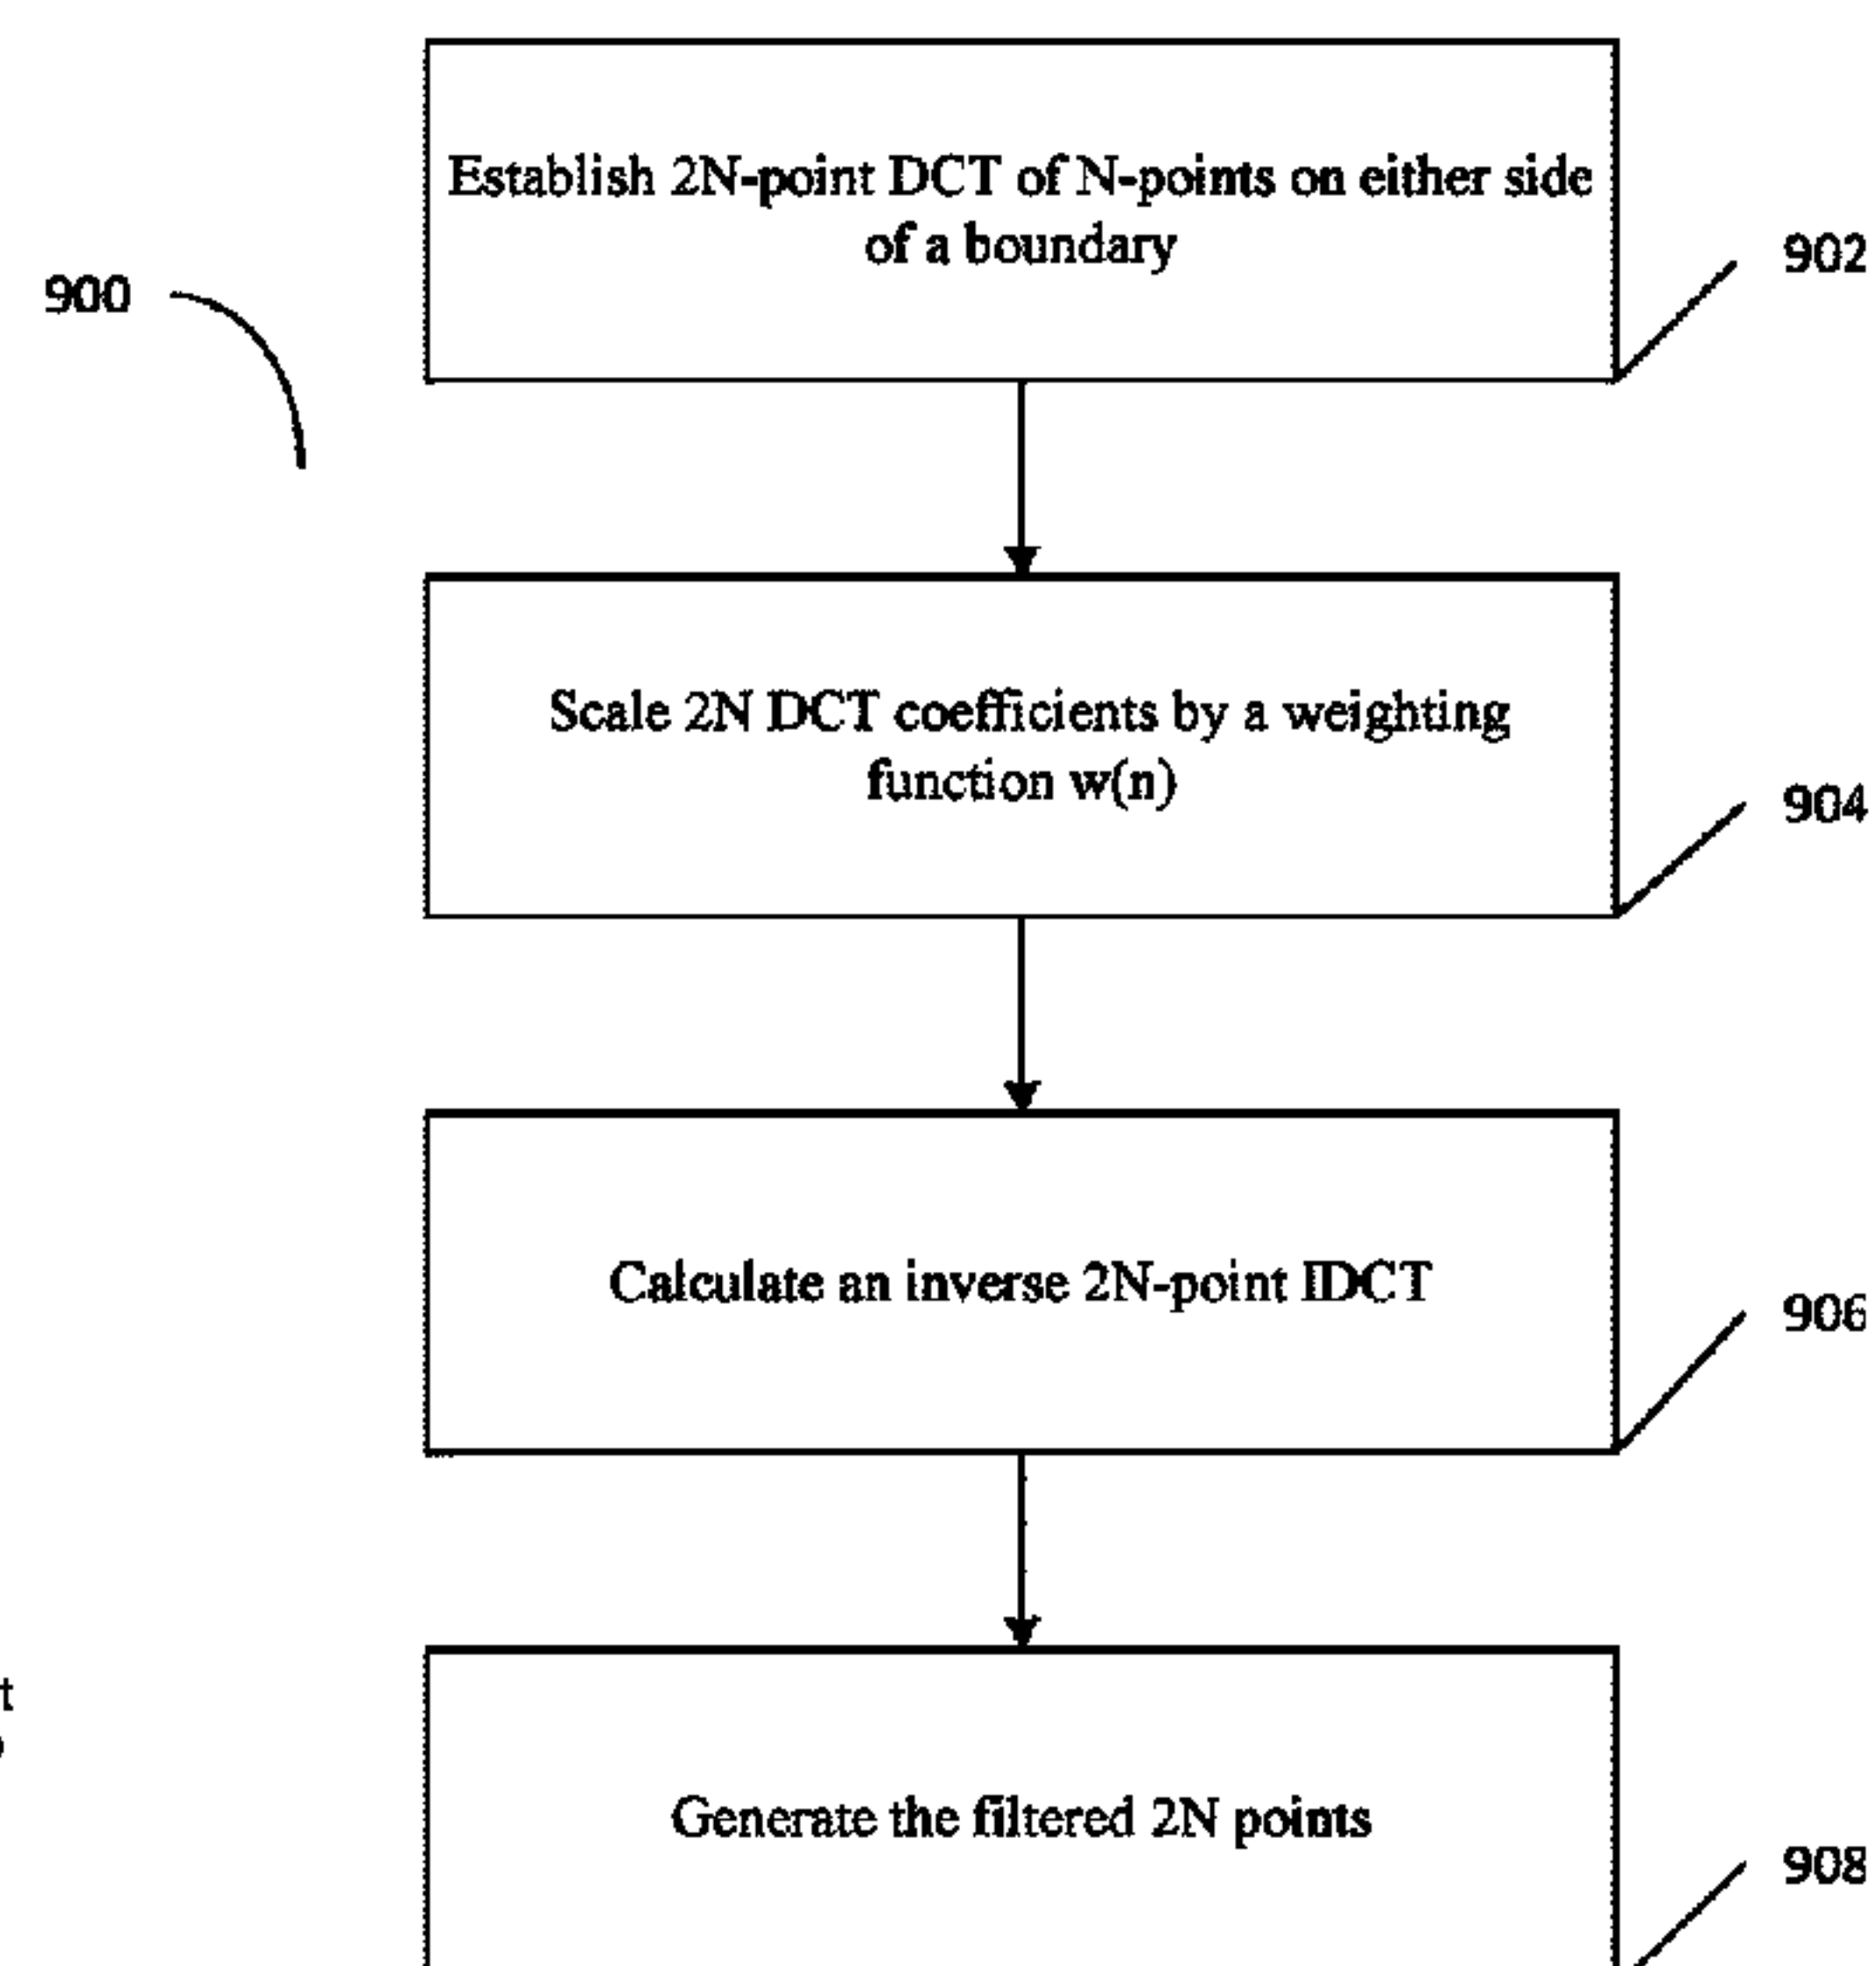 Establish 2N-point DCT of N-points on either side
of a boundary
902
900
Scale 2N DCT coefficients by a weighting
function w(n)
904
Calculate an inverse 2N-point IDCT
906
Generate the filtered 2N points
908